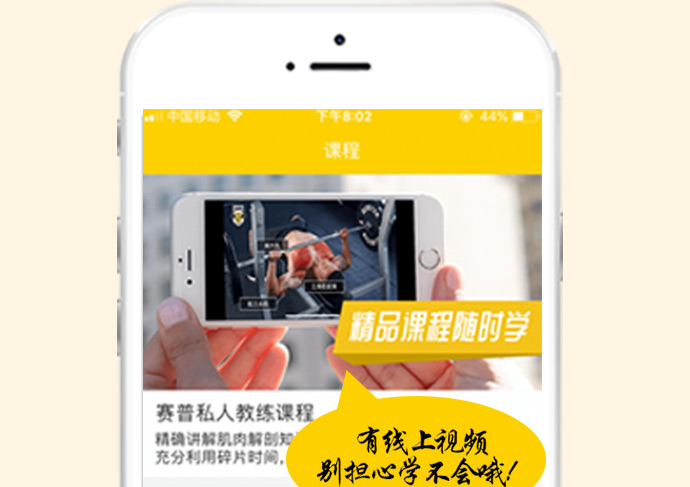 中国移动
下午8:02
44%
课程
精品课程随时学
赛普私人教练课程
精确讲解肌肉解剖知
充分利用碎片时间，
有线上视频
别担心学不会哦！